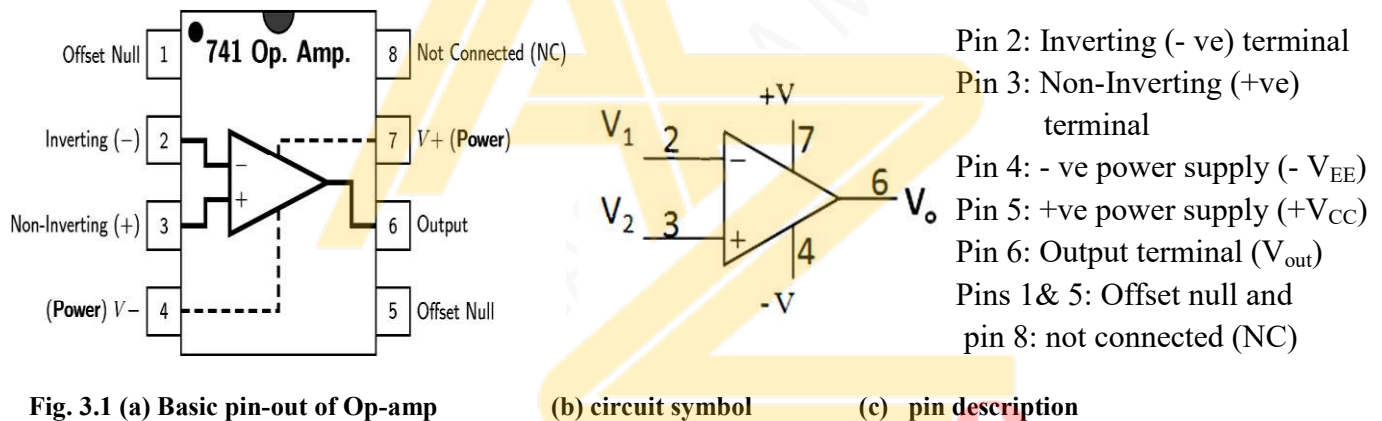 741 Op. Amp.
Offset Null 1
8 Not Connected (NC)
Inverting (−) 2
−
7 V+ (Power)
Non-Inverting (+) 3
+
6 Output
(Power) V− 4
5 Offset Null
+V
V1 2
−
7
6
Vo
V2 3
+
4
-V
Pin 2: Inverting (- ve) terminal
Pin 3: Non-Inverting (+ve)
terminal
Pin 4: - ve power supply (- VEE)
Pin 5: +ve power supply (+VCC)
Pin 6: Output terminal (Vout)
Pins 1& 5: Offset null and
pin 8: not connected (NC)
Fig. 3.1 (a) Basic pin-out of Op-amp (b) circuit symbol (c) pin description